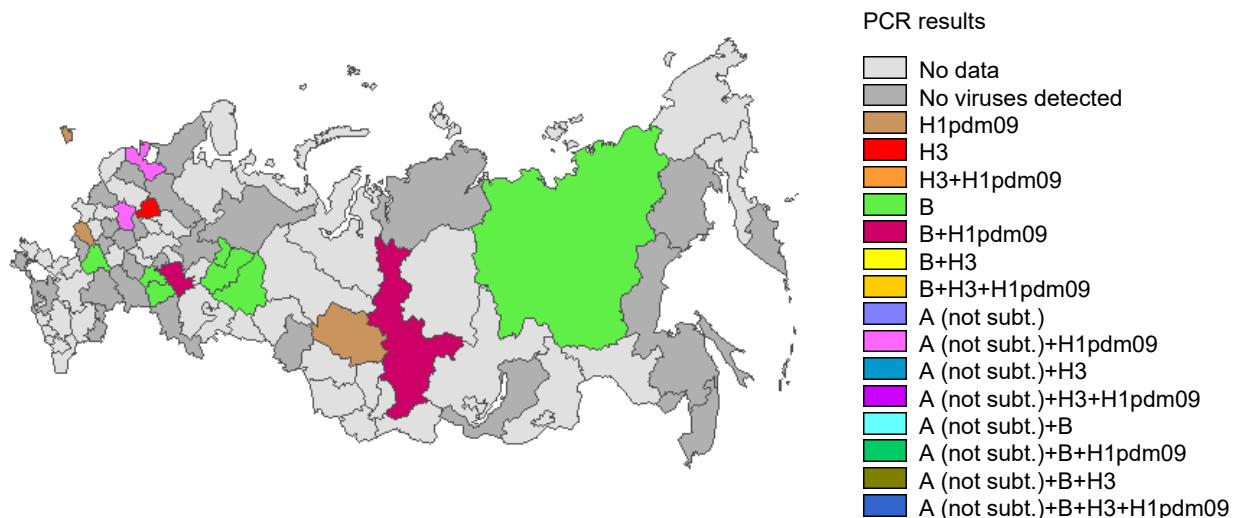 PCR results
No data
No viruses detected
H1pdm09
H3
H3+H1pdm09
B
B+H1pdm09
B+H3
B+H3+H1pdm09
A (not subt.)
A (not subt.)+H1pdm09
A (not subt.)+H3
A (not subt.)+H3+H1pdm09
A (not subt.)+B
A (not subt.)+B+H1pdm09
A (not subt.)+B+H3
A (not subt.)+B+H3+H1pdm09